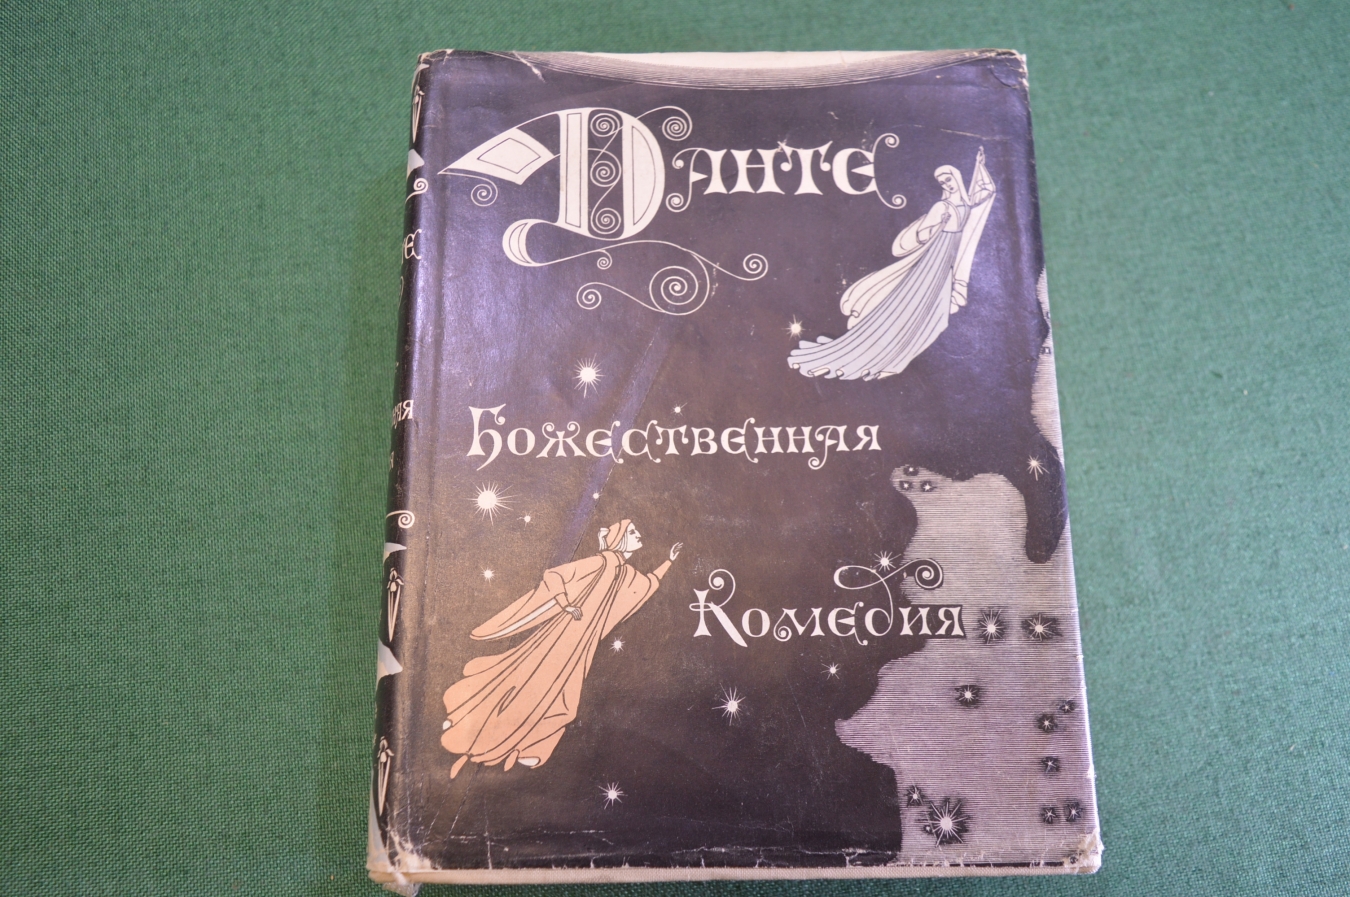 Данте
Божественная
Комедия